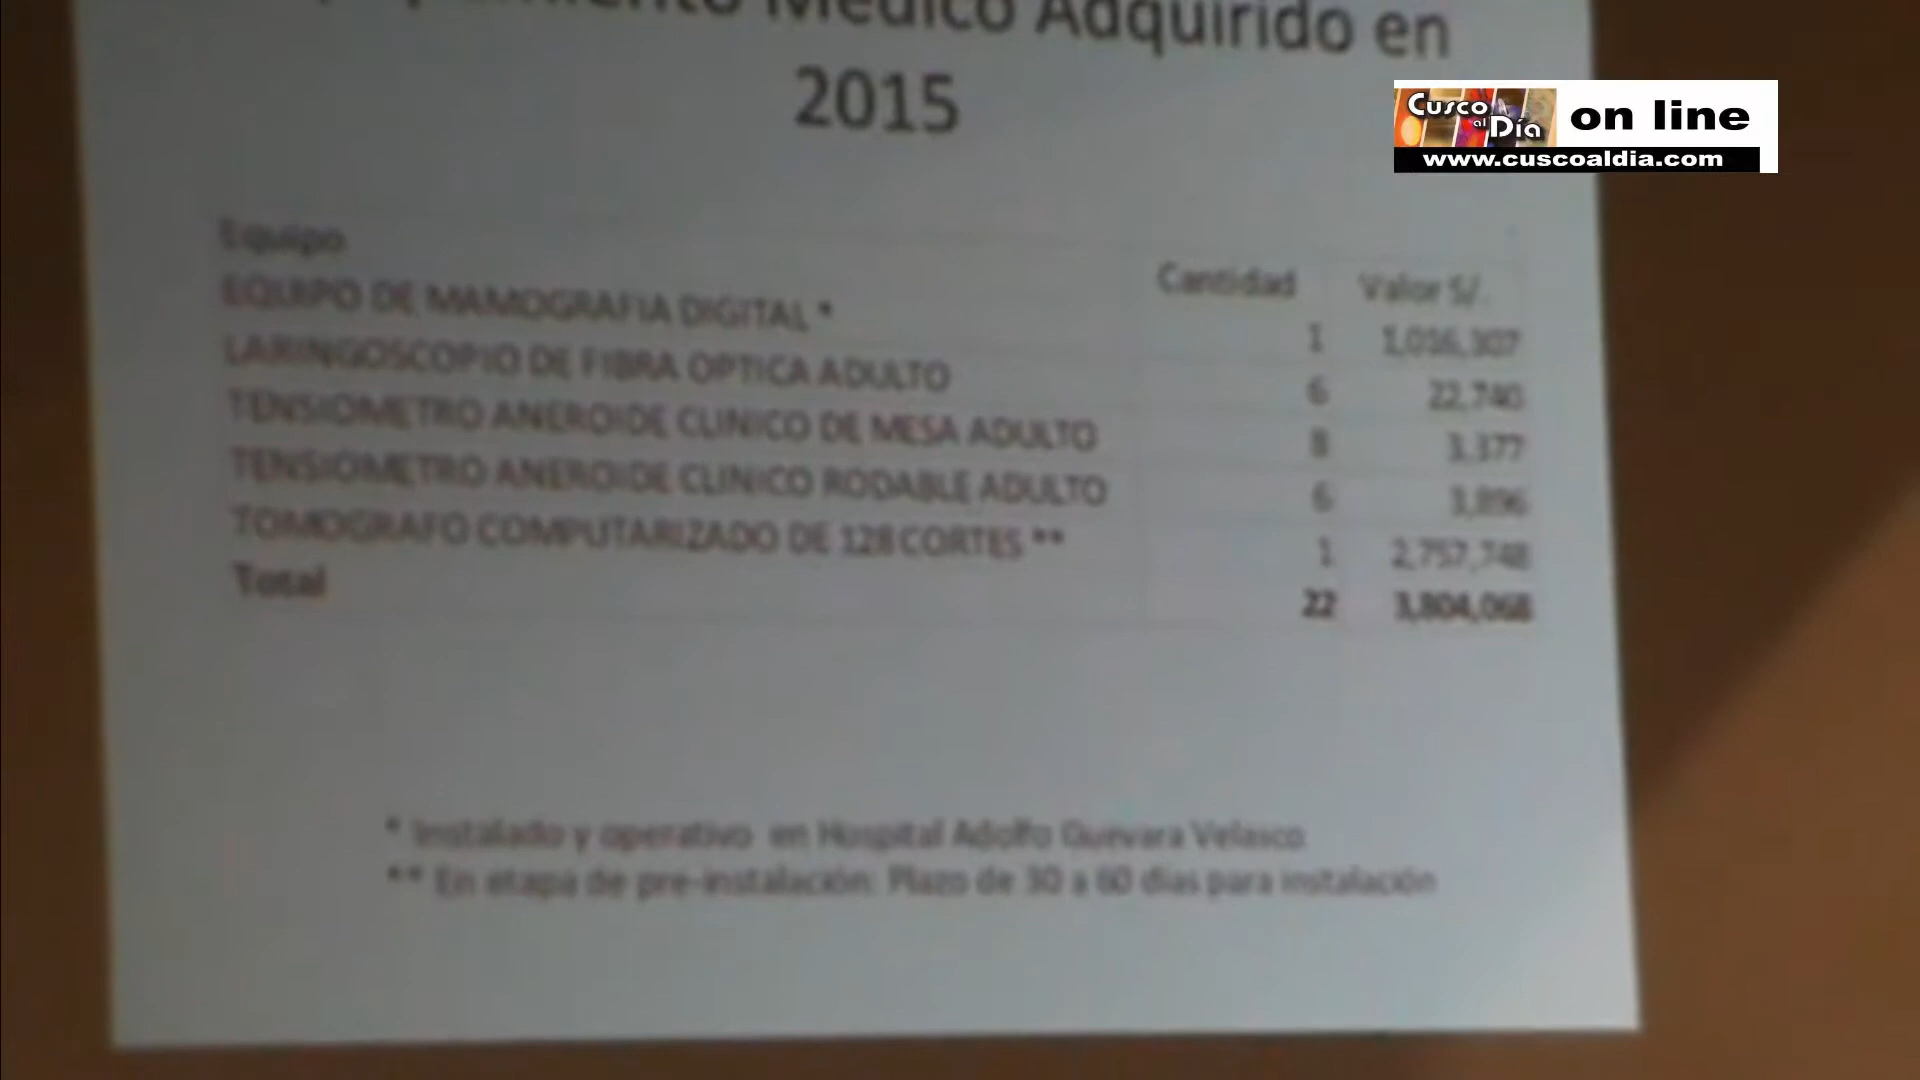 Médico Adquirido en
2015
Cusco
al Día
on line
www.cuscoaldia.com
Equipo Cantidad Valor S/.
EQUIPO DE MAMOGRAFIA DIGITAL * 1 1,016,307
LARINGOSCOPIO DE FIBRA OPTICA ADULTO 6 22,740
TENSIOMETRO ANEROIDE CLINICO DE MESA ADULTO 8 3,377
TENSIOMETRO ANEROIDE CLINICO RODABLE ADULTO 6 3,896
TOMOGRAFO COMPUTARIZADO DE 128 CORTES ** 1 2,757,748
Total 22 3,804,068
* Instalado y operativo en Hospital Adolfo Guevara Velasco
** En etapa de pre-instalación: Plazo de 30 a 60 dias para instalación